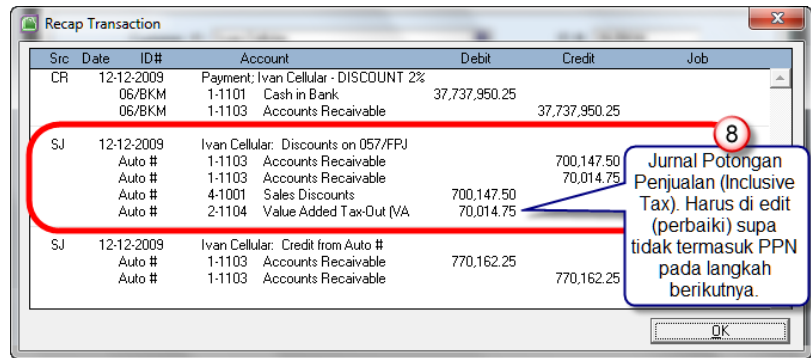 Recap Transaction
Src Date ID# Account Debit Credit Job
CR 12-12-2009 Payment; Ivan Cellular - DISCOUNT 2%
06/BKM 1-1101 Cash in Bank 37,737,950.25
06/BKM 1-1103 Accounts Recaivable 37,737,950.25
8
SJ 12-12-2009 Ivan Cellular: Discounts on 057/FPJ
Auto # 1-1103 Accounts Recaivable 700,147.50
Auto # 1-1103 Accounts Recaivable 70,014.75
Auto # 4-1001 Sales Discounts 700,147.50
Auto # 2-1104 Value Added Tax-Out (VA 70,014.75
Jurnal Potongan
Penjualan (Inclusive
Tax). Harus di edit
(perbaiki) supa
tidak termasuk PPN
pada langkah
berikutnya.
SJ 12-12-2009 Ivan Cellular: Credit from Auto #
Auto # 1-1103 Accounts Recaivable 770,162.25
Auto # 1-1103 Accounts Recaivable 770,162.25
OK